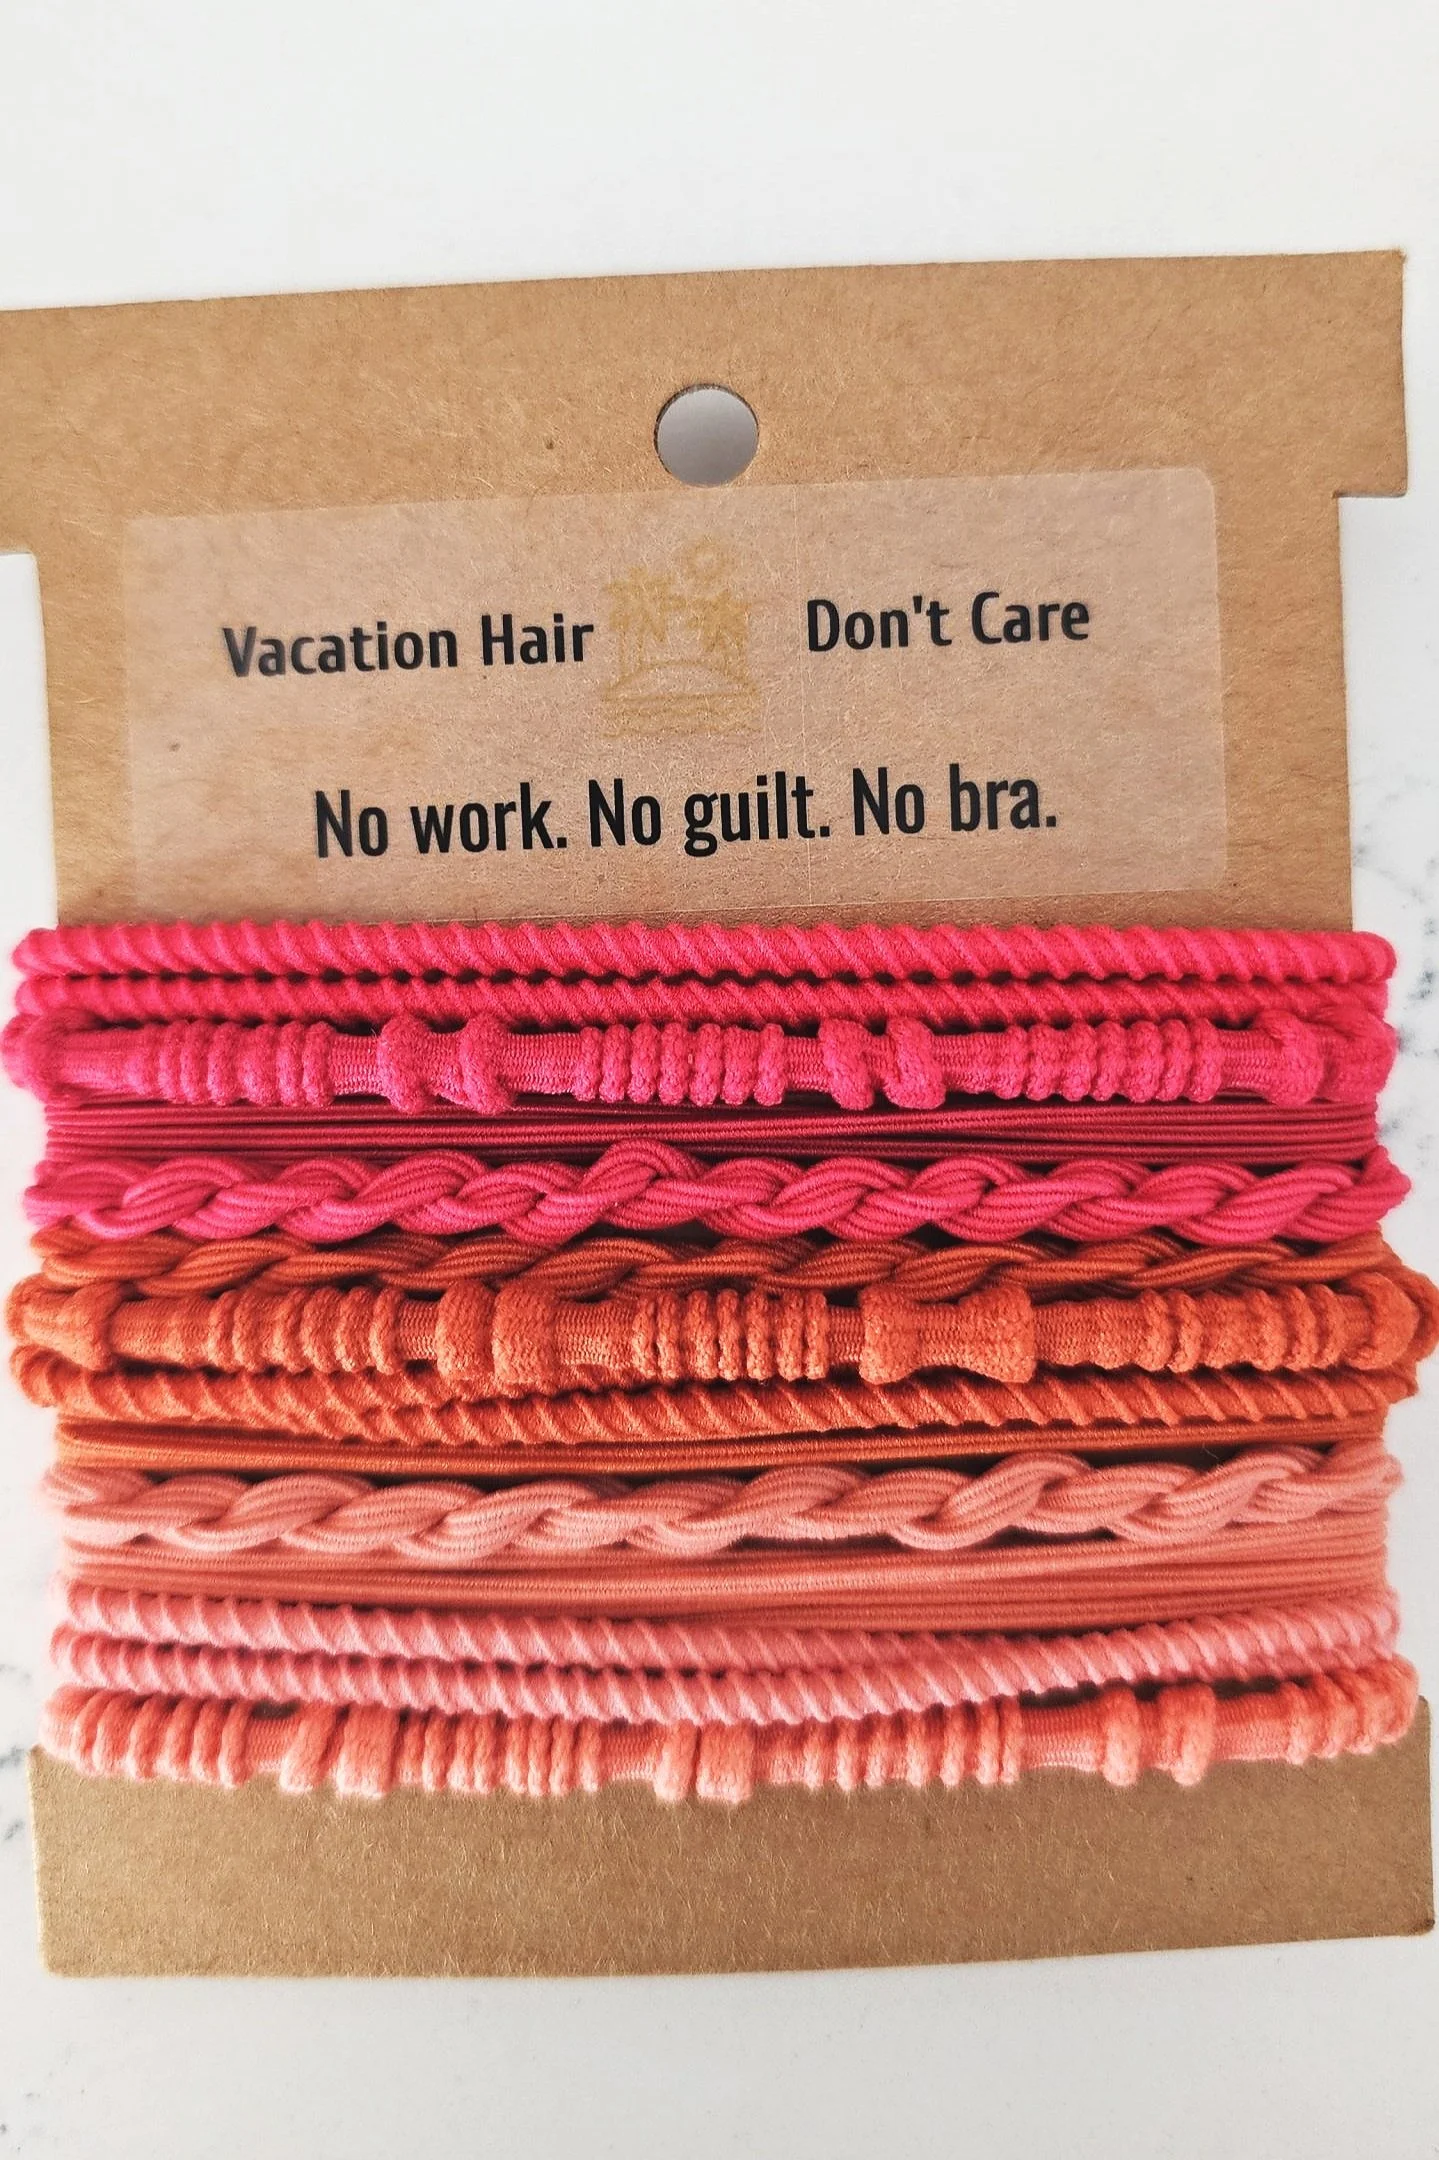 Vacation Hair Don't Care
No work. No guilt. No bra.